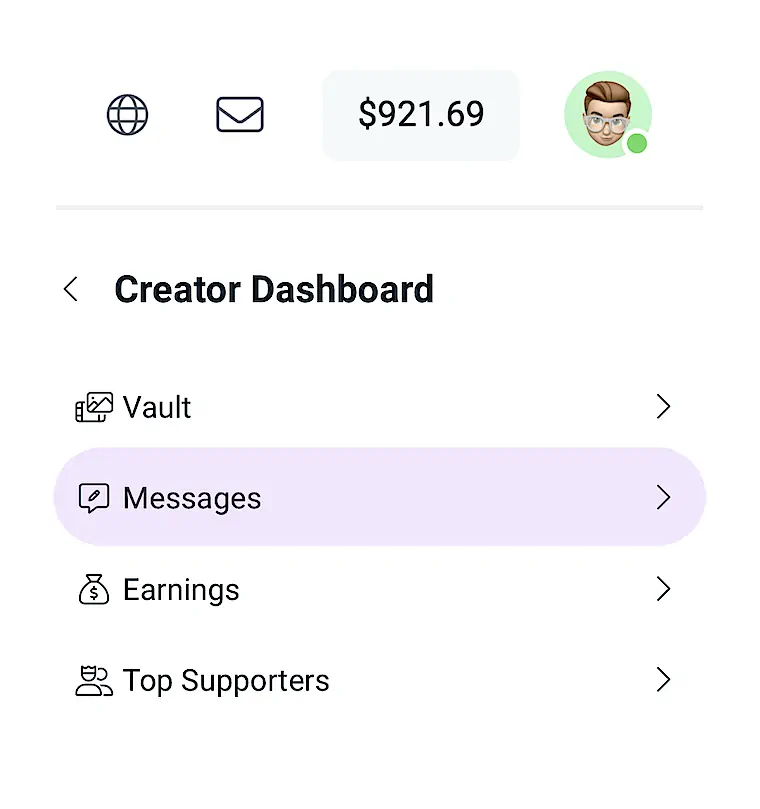 $921.69
Creator Dashboard
Vault
Messages
Earnings
Top Supporters